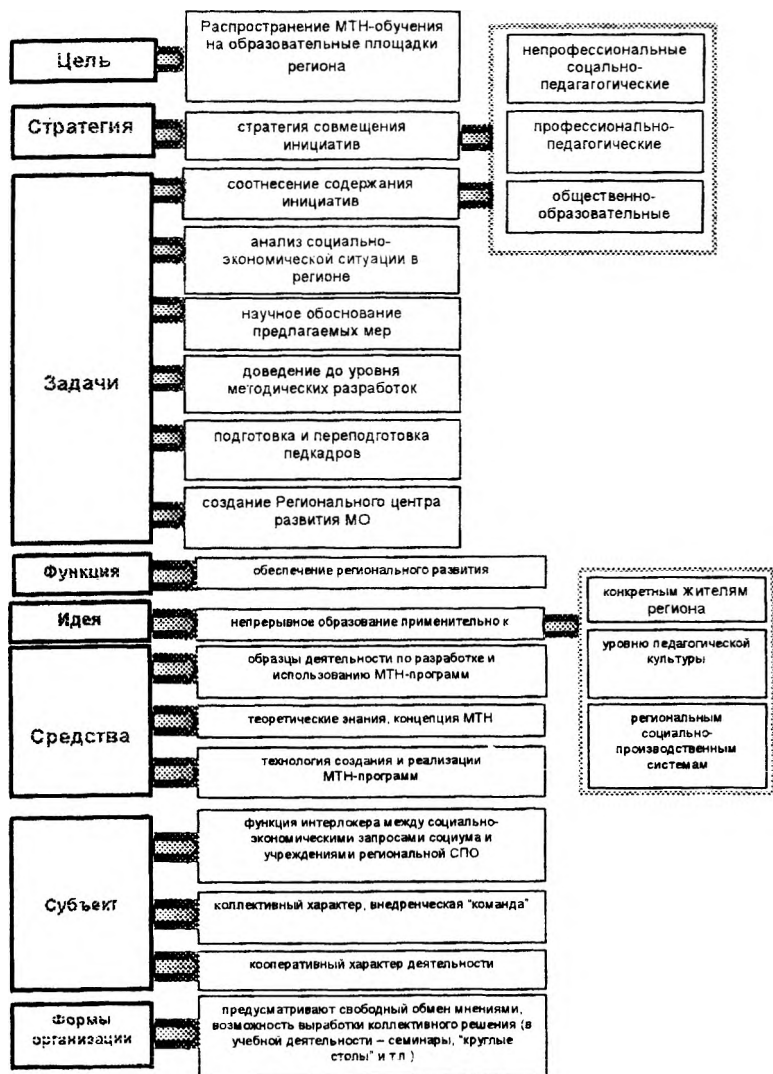 Цель
Распространение МТН-обучения
на образовательные площадки
региона
Стратегия
стратегия совмещения
инициатив
непрофессиональные
соцально-
педагагогические
профессионально-
педагогические
общественно-
образовательные
Задачи
соотнесение содержания
инициатив
анализ социально-
экономической ситуации в
регионе
научное обоснование
предлагаемых мер
доведение до уровня
методических разработок
подготовка и переподготовка
педкадров
создание Регионального центра
развития МО
Функция
обеспечение регионального развития
Идея
непрерывное образование применительно к
конкретным жителям
региона
уровню педагогической
культуры
региональным
социально-
производственным
системам
Средства
образцы деятельности по разработке и
использованию МТН-программ
теоретические знания, концепция МТН
технология создания и реализации
МТН-программ
Субъект
функция интерлокера между социально-
экономическими запросами социума и
учреждениями региональной СПО
коллективный характер, внедренческая "команда"
кооперативный характер деятельности
Формы
организации
предусматривают свободный обмен мнениями,
возможность выработки коллективного решения (в
учебной деятельности – семинары, "круглые
столы" и т.п.)